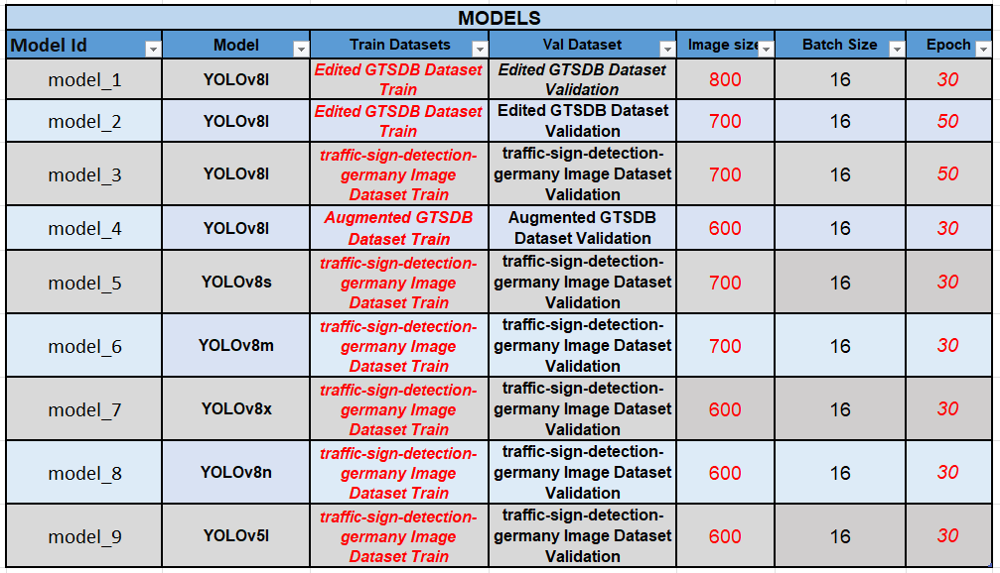 MODELS
Model Id Model Train Datasets Val Dataset Image size Batch Size Epoch
model_1 YOLOv8l Edited GTSDB Dataset Train Edited GTSDB Dataset Validation 800 16 30
model_2 YOLOv8l Edited GTSDB Dataset Train Edited GTSDB Dataset Validation 700 16 50
model_3 YOLOv8l traffic-sign-detection-germany Image Dataset Train traffic-sign-detection-germany Image Dataset Validation 700 16 50
model_4 YOLOv8l Augmented GTSDB Dataset Train Augmented GTSDB Dataset Validation 600 16 30
model_5 YOLOv8s traffic-sign-detection-germany Image Dataset Train traffic-sign-detection-germany Image Dataset Validation 700 16 30
model_6 YOLOv8m traffic-sign-detection-germany Image Dataset Train traffic-sign-detection-germany Image Dataset Validation 700 16 30
model_7 YOLOv8x traffic-sign-detection-germany Image Dataset Train traffic-sign-detection-germany Image Dataset Validation 600 16 30
model_8 YOLOv8n traffic-sign-detection-germany Image Dataset Train traffic-sign-detection-germany Image Dataset Validation 600 16 30
model_9 YOLOv5l traffic-sign-detection-germany Image Dataset Train traffic-sign-detection-germany Image Dataset Validation 600 16 30